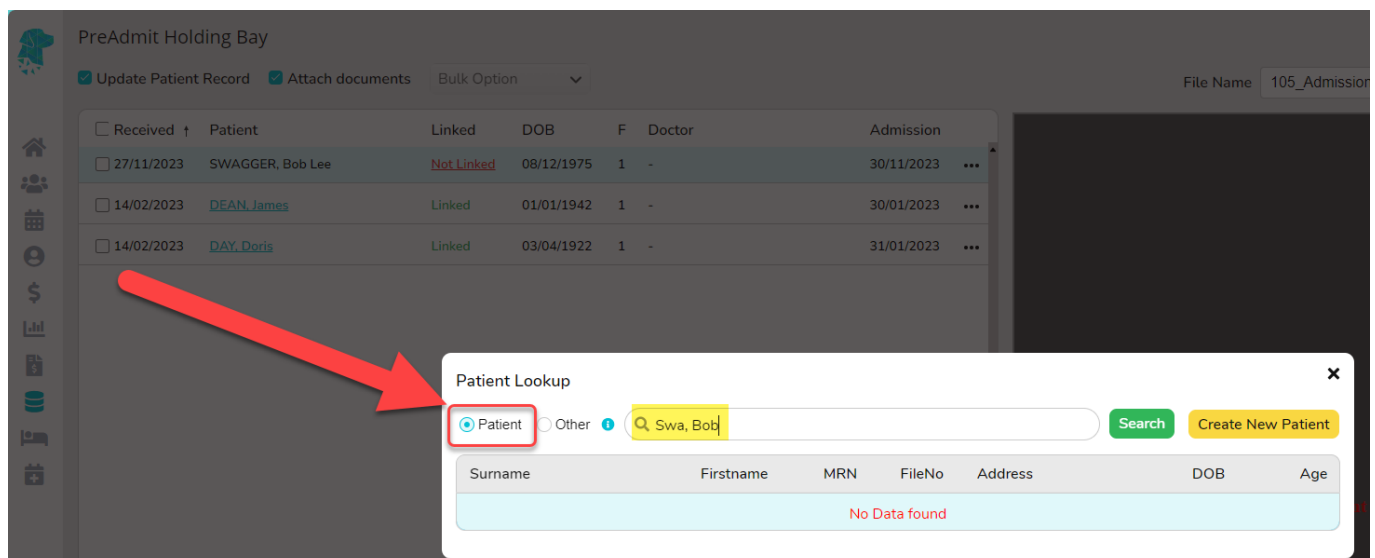 PreAdmit Holding Bay
Update Patient Record Attach documents Bulk Option
File Name 105_Admission
Received ↑ Patient Linked DOB F Doctor Admission
27/11/2023 SWAGGER, Bob Lee Not Linked 08/12/1975 1 - 30/11/2023 •••
14/02/2023 DEAN, James Linked 01/01/1942 1 - 30/01/2023 •••
14/02/2023 DAY, Doris Linked 03/04/1922 1 - 31/01/2023 •••
Patient Lookup
Patient Other Swa, Bob Search Create New Patient
Surname Firstname MRN FileNo Address DOB Age
No Data found